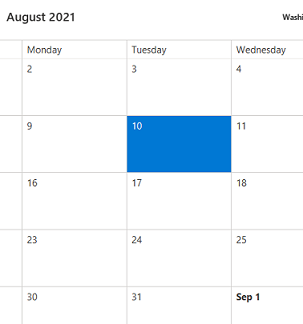 August 2021 Washi
Monday Tuesday Wednesday
2 3 4
9 10 11
16 17 18
23 24 25
30 31 Sep 1